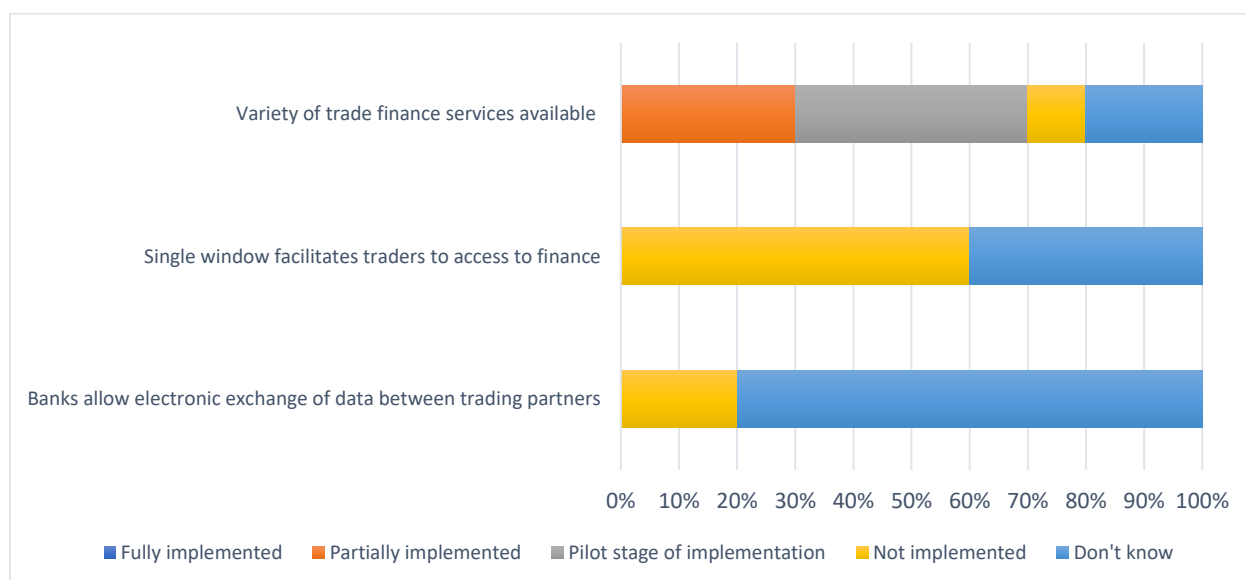 Variety of trade finance services available
Single window facilitates traders to access to finance
Banks allow electronic exchange of data between trading partners
0% 10% 20% 30% 40% 50% 60% 70% 80% 90% 100%
Fully implemented Partially implemented Pilot stage of implementation Not implemented Don't know